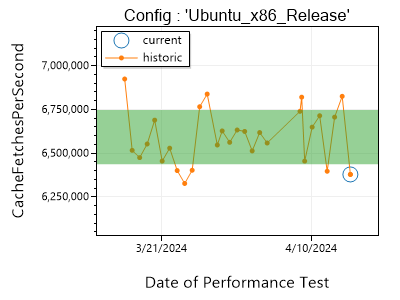 Config : 'Ubuntu_x86_Release'
current
historic
CacheFetchesPerSecond
7,000,000
6,750,000
6,500,000
6,250,000
3/21/2024
4/10/2024
Date of Performance Test